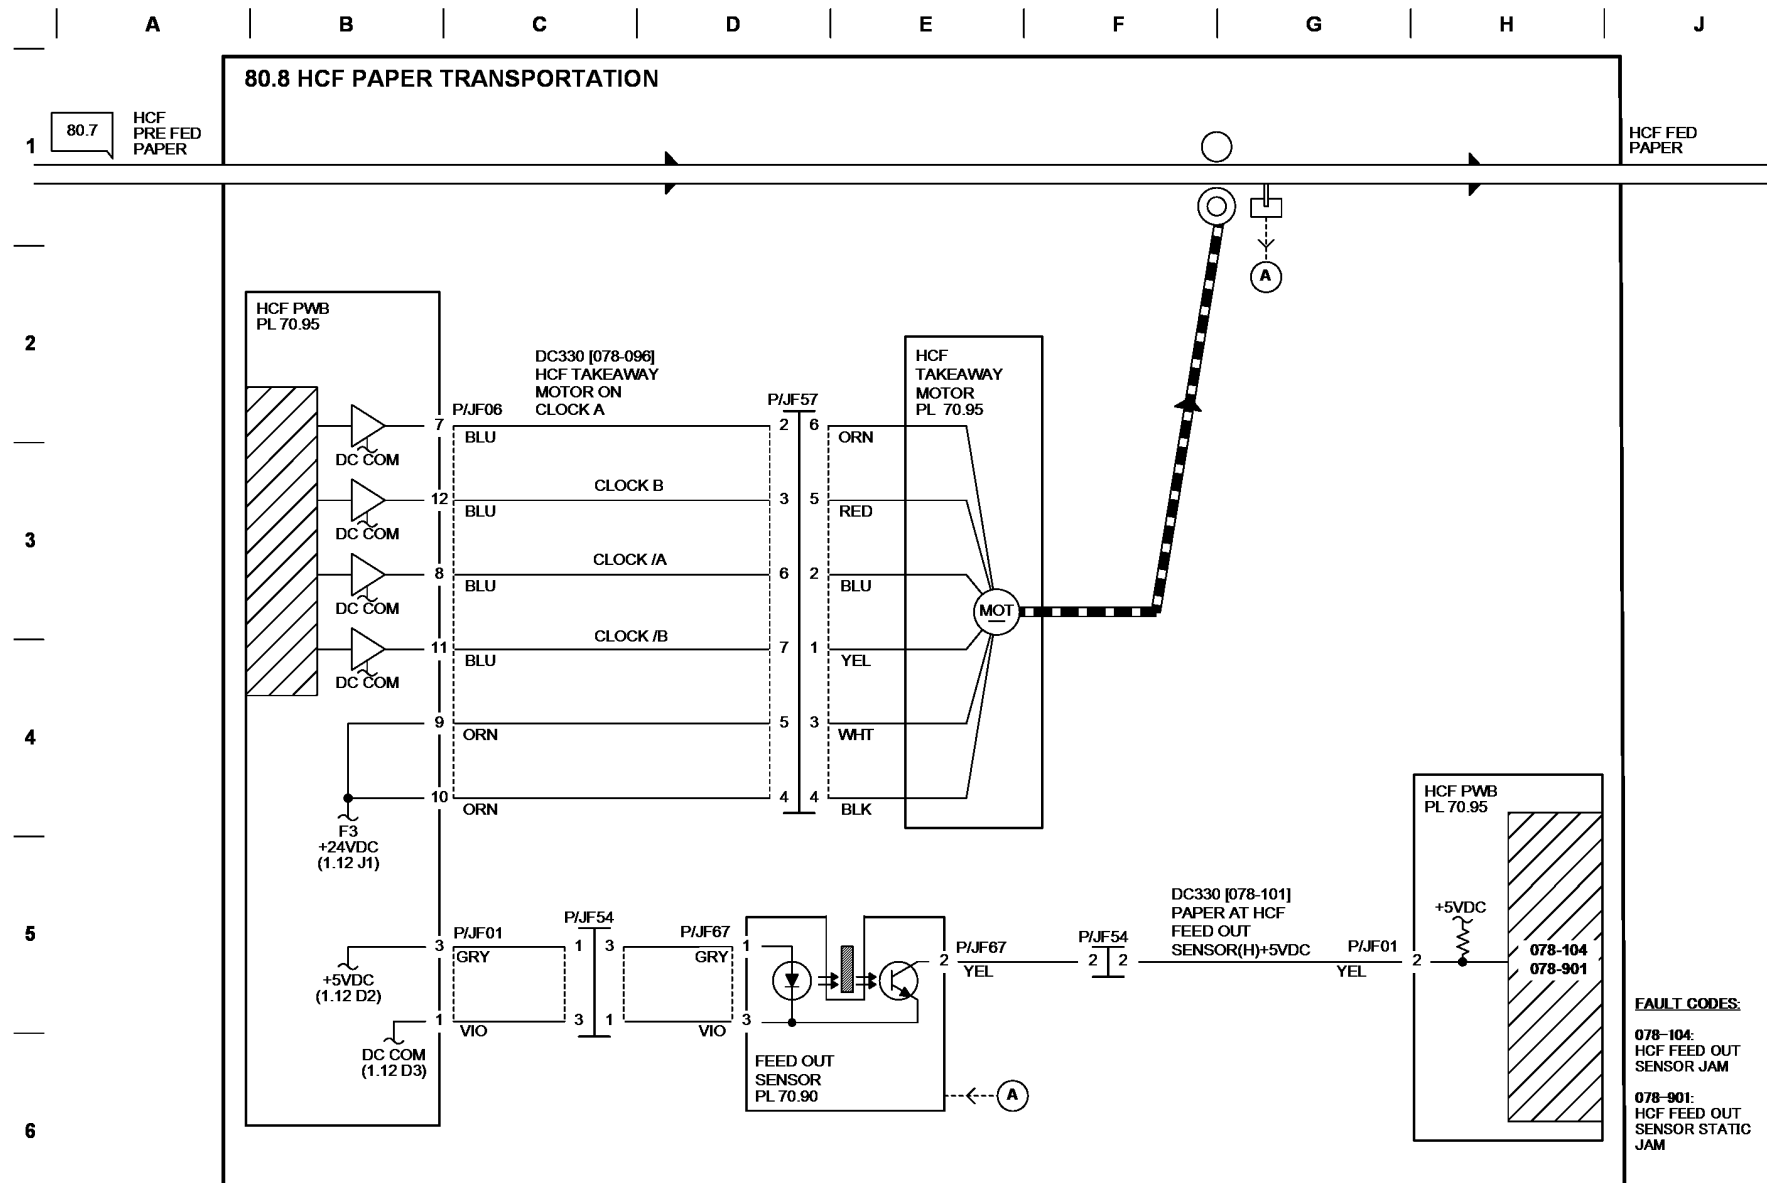 A B C D E F G H J
80.8 HCF PAPER TRANSPORTATION
1
80.7
HCF
PRE FED
PAPER
HCF FED
PAPER
A
2
HCF PWB
PL 70.95
DC330 [078-096]
HCF TAKEAWAY
MOTOR ON
CLOCK A
HCF
TAKEAWAY
MOTOR
PL 70.95
P/JF06
P/JF57
7 BLU 2 6 ORN
DC COM
CLOCK B
12 BLU 3 5 RED
DC COM
3
CLOCK /A
8 BLU 6 2 BLU
DC COM
MOT
CLOCK /B
11 BLU 7 1 YEL
DC COM
4
9 ORN 5 3 WHT
10 ORN 4 4 BLK
F3
+24VDC
(1.12 J1)
HCF PWB
PL 70.95
5
P/JF01
P/JF54
P/JF67
3 GRY 1 3 GRY 1
+5VDC
(1.12 D2)
1 VIO 3 1 VIO 3
DC COM
(1.12 D3)
FEED OUT
SENSOR
PL 70.90
A
P/JF67
2 YEL
P/JF54
2 2
DC330 [078-101]
PAPER AT HCF
FEED OUT
SENSOR(H)+5VDC
P/JF01
YEL 2
+5VDC
078-104
078-901
6
FAULT CODES:
078-104:
HCF FEED OUT
SENSOR JAM
078-901:
HCF FEED OUT
SENSOR STATIC
JAM